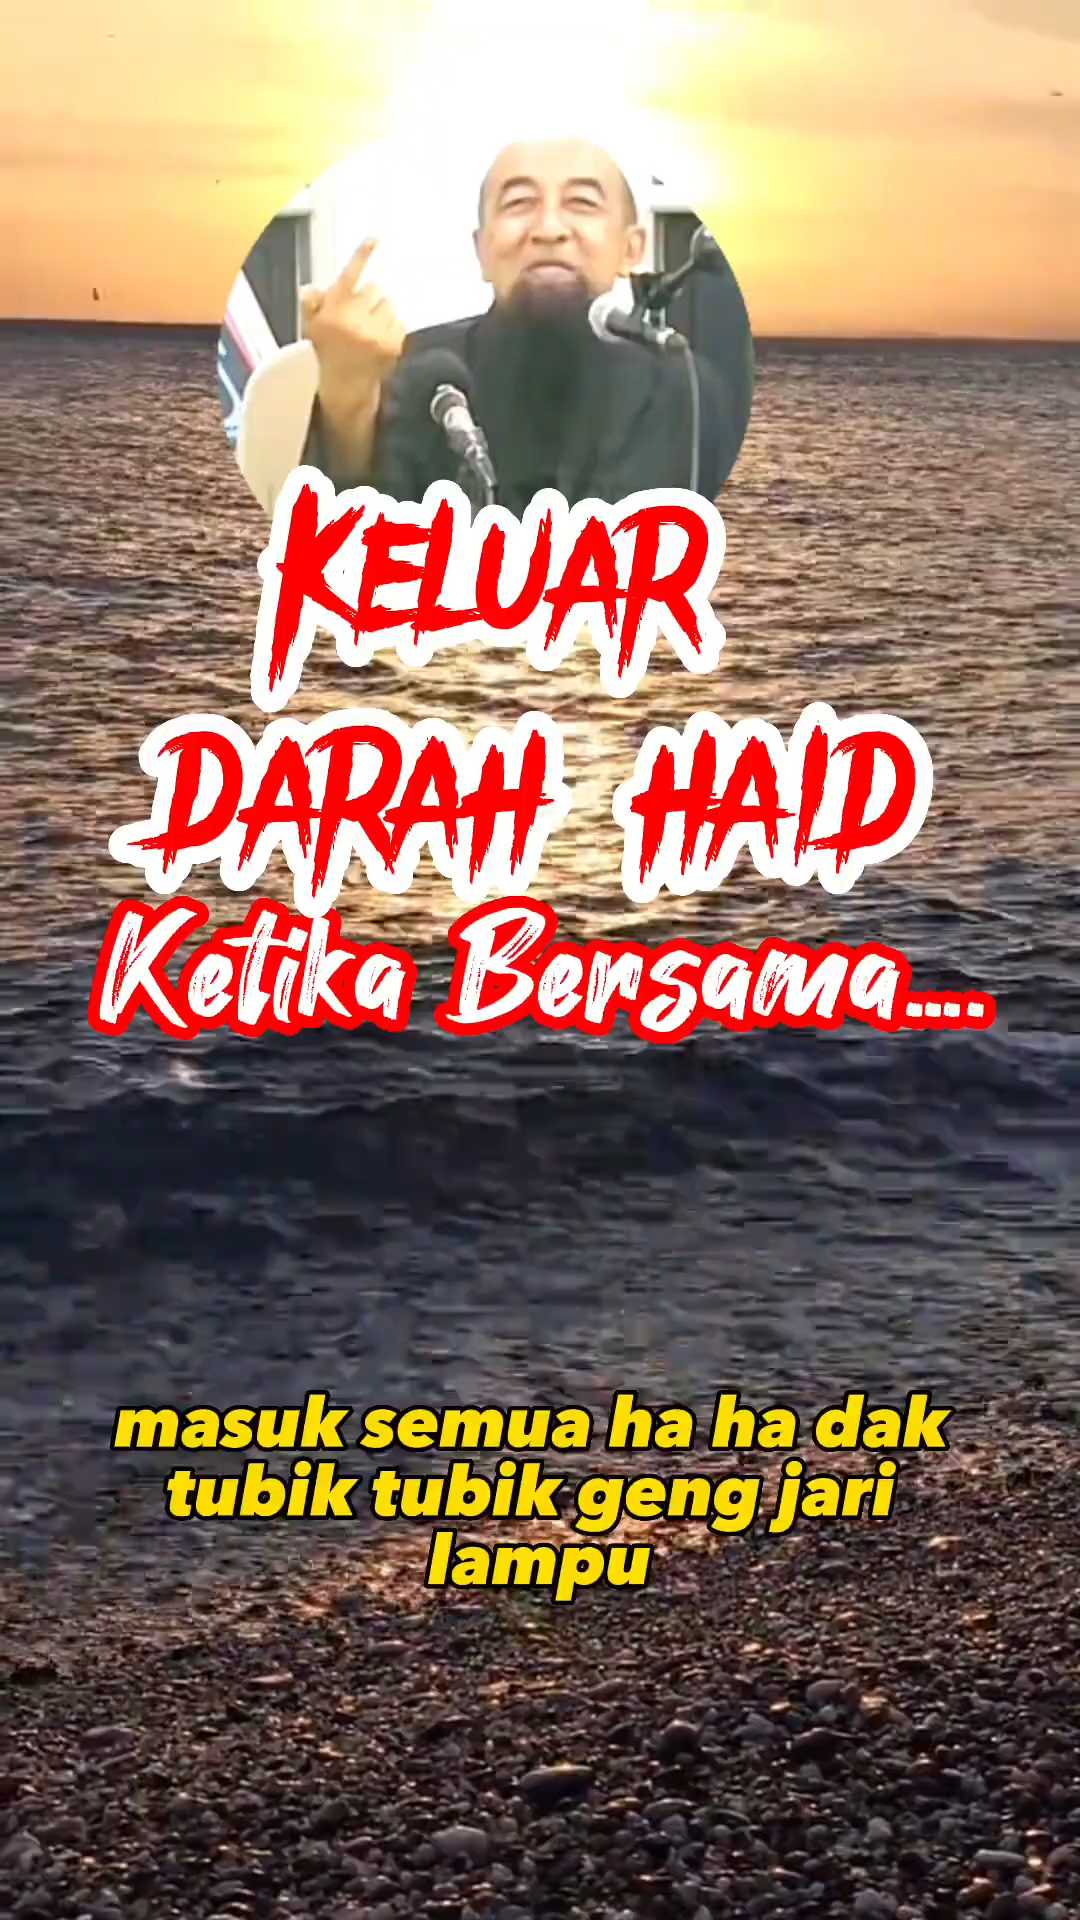 KELUAR
DARAH HAID
Ketika Bersama....
masuk semua ha ha dak
tubik tubik geng jari
lampu